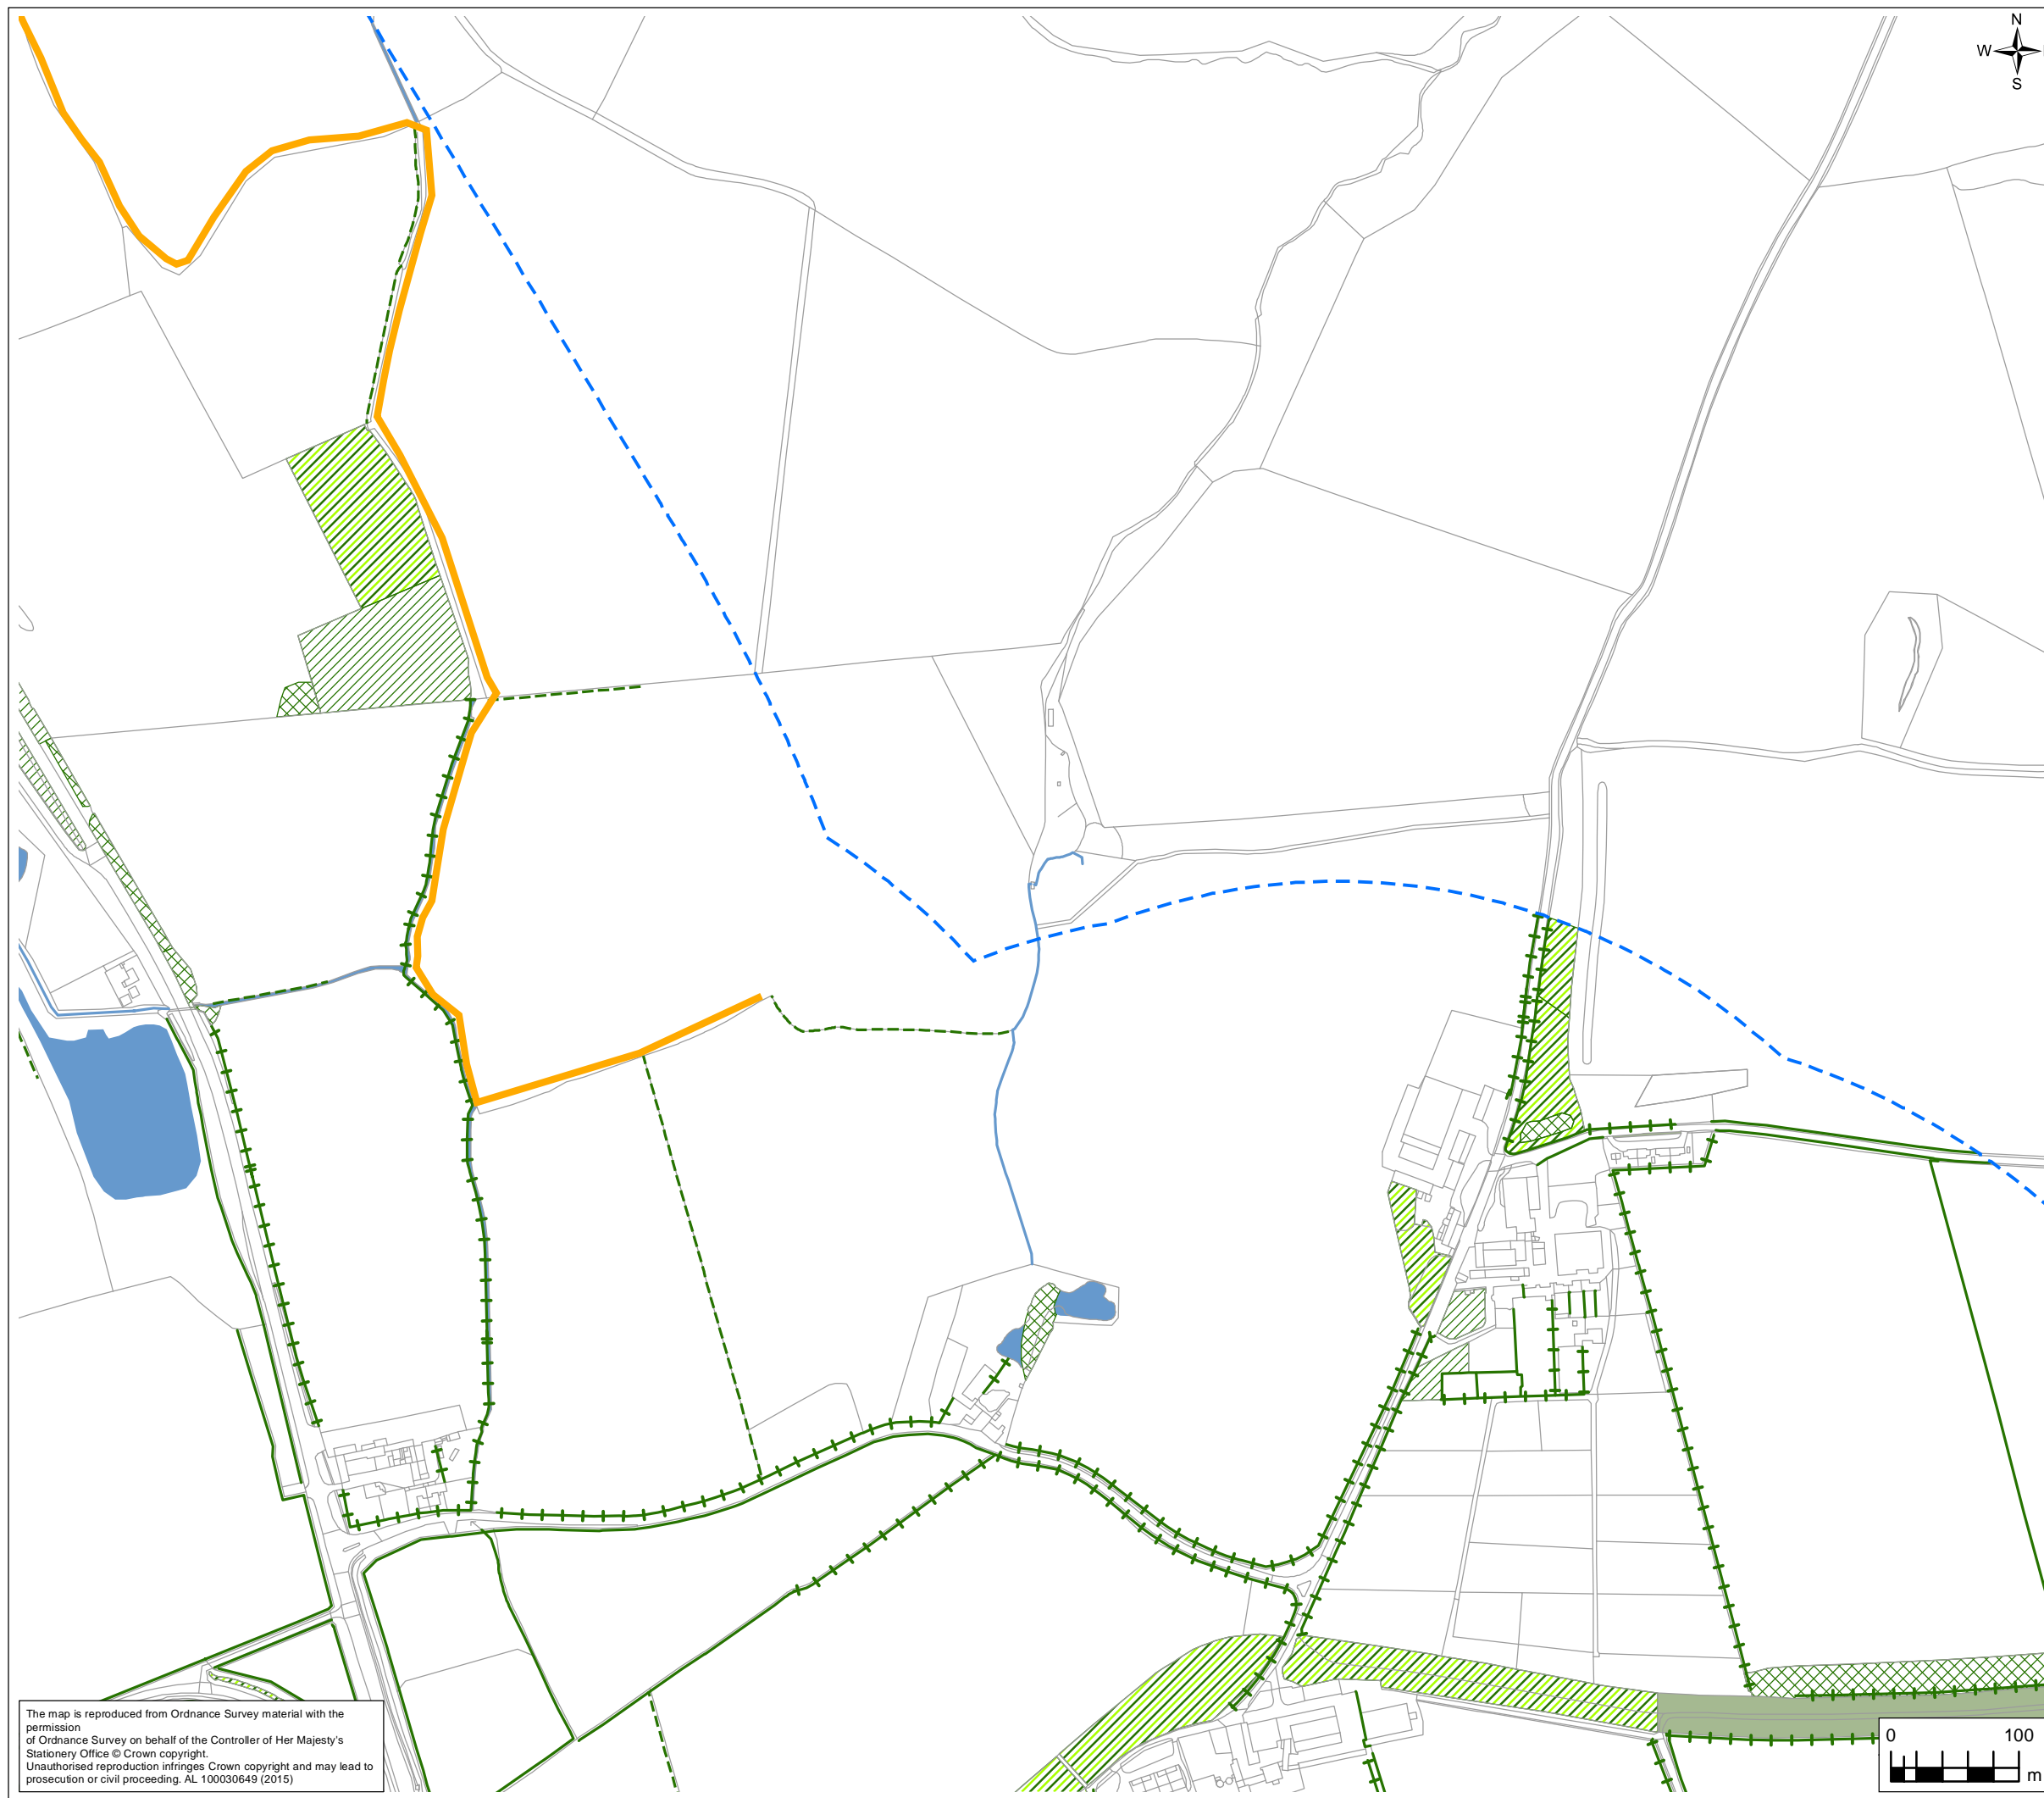 N
W
S
The map is reproduced from Ordnance Survey material with the
permission
of Ordnance Survey on behalf of the Controller of Her Majesty's
Stationery Office © Crown copyright.
Unauthorised reproduction infringes Crown copyright and may lead to
prosecution or civil proceeding. AL 100030649 (2015)
0 100
m